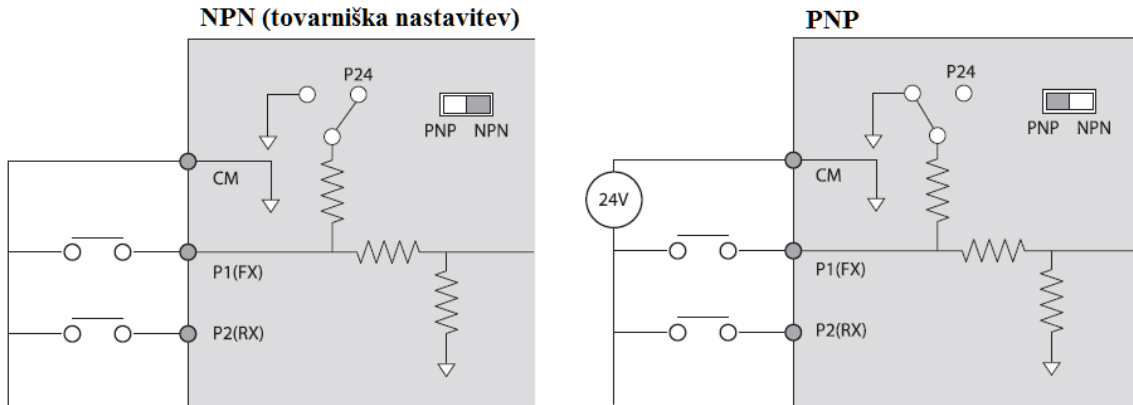 NPN (tovarniška nastavitev)
P24
PNP NPN
CM
P1(FX)
P2(RX)
PNP
P24
PNP NPN
CM
24V
P1(FX)
P2(RX)